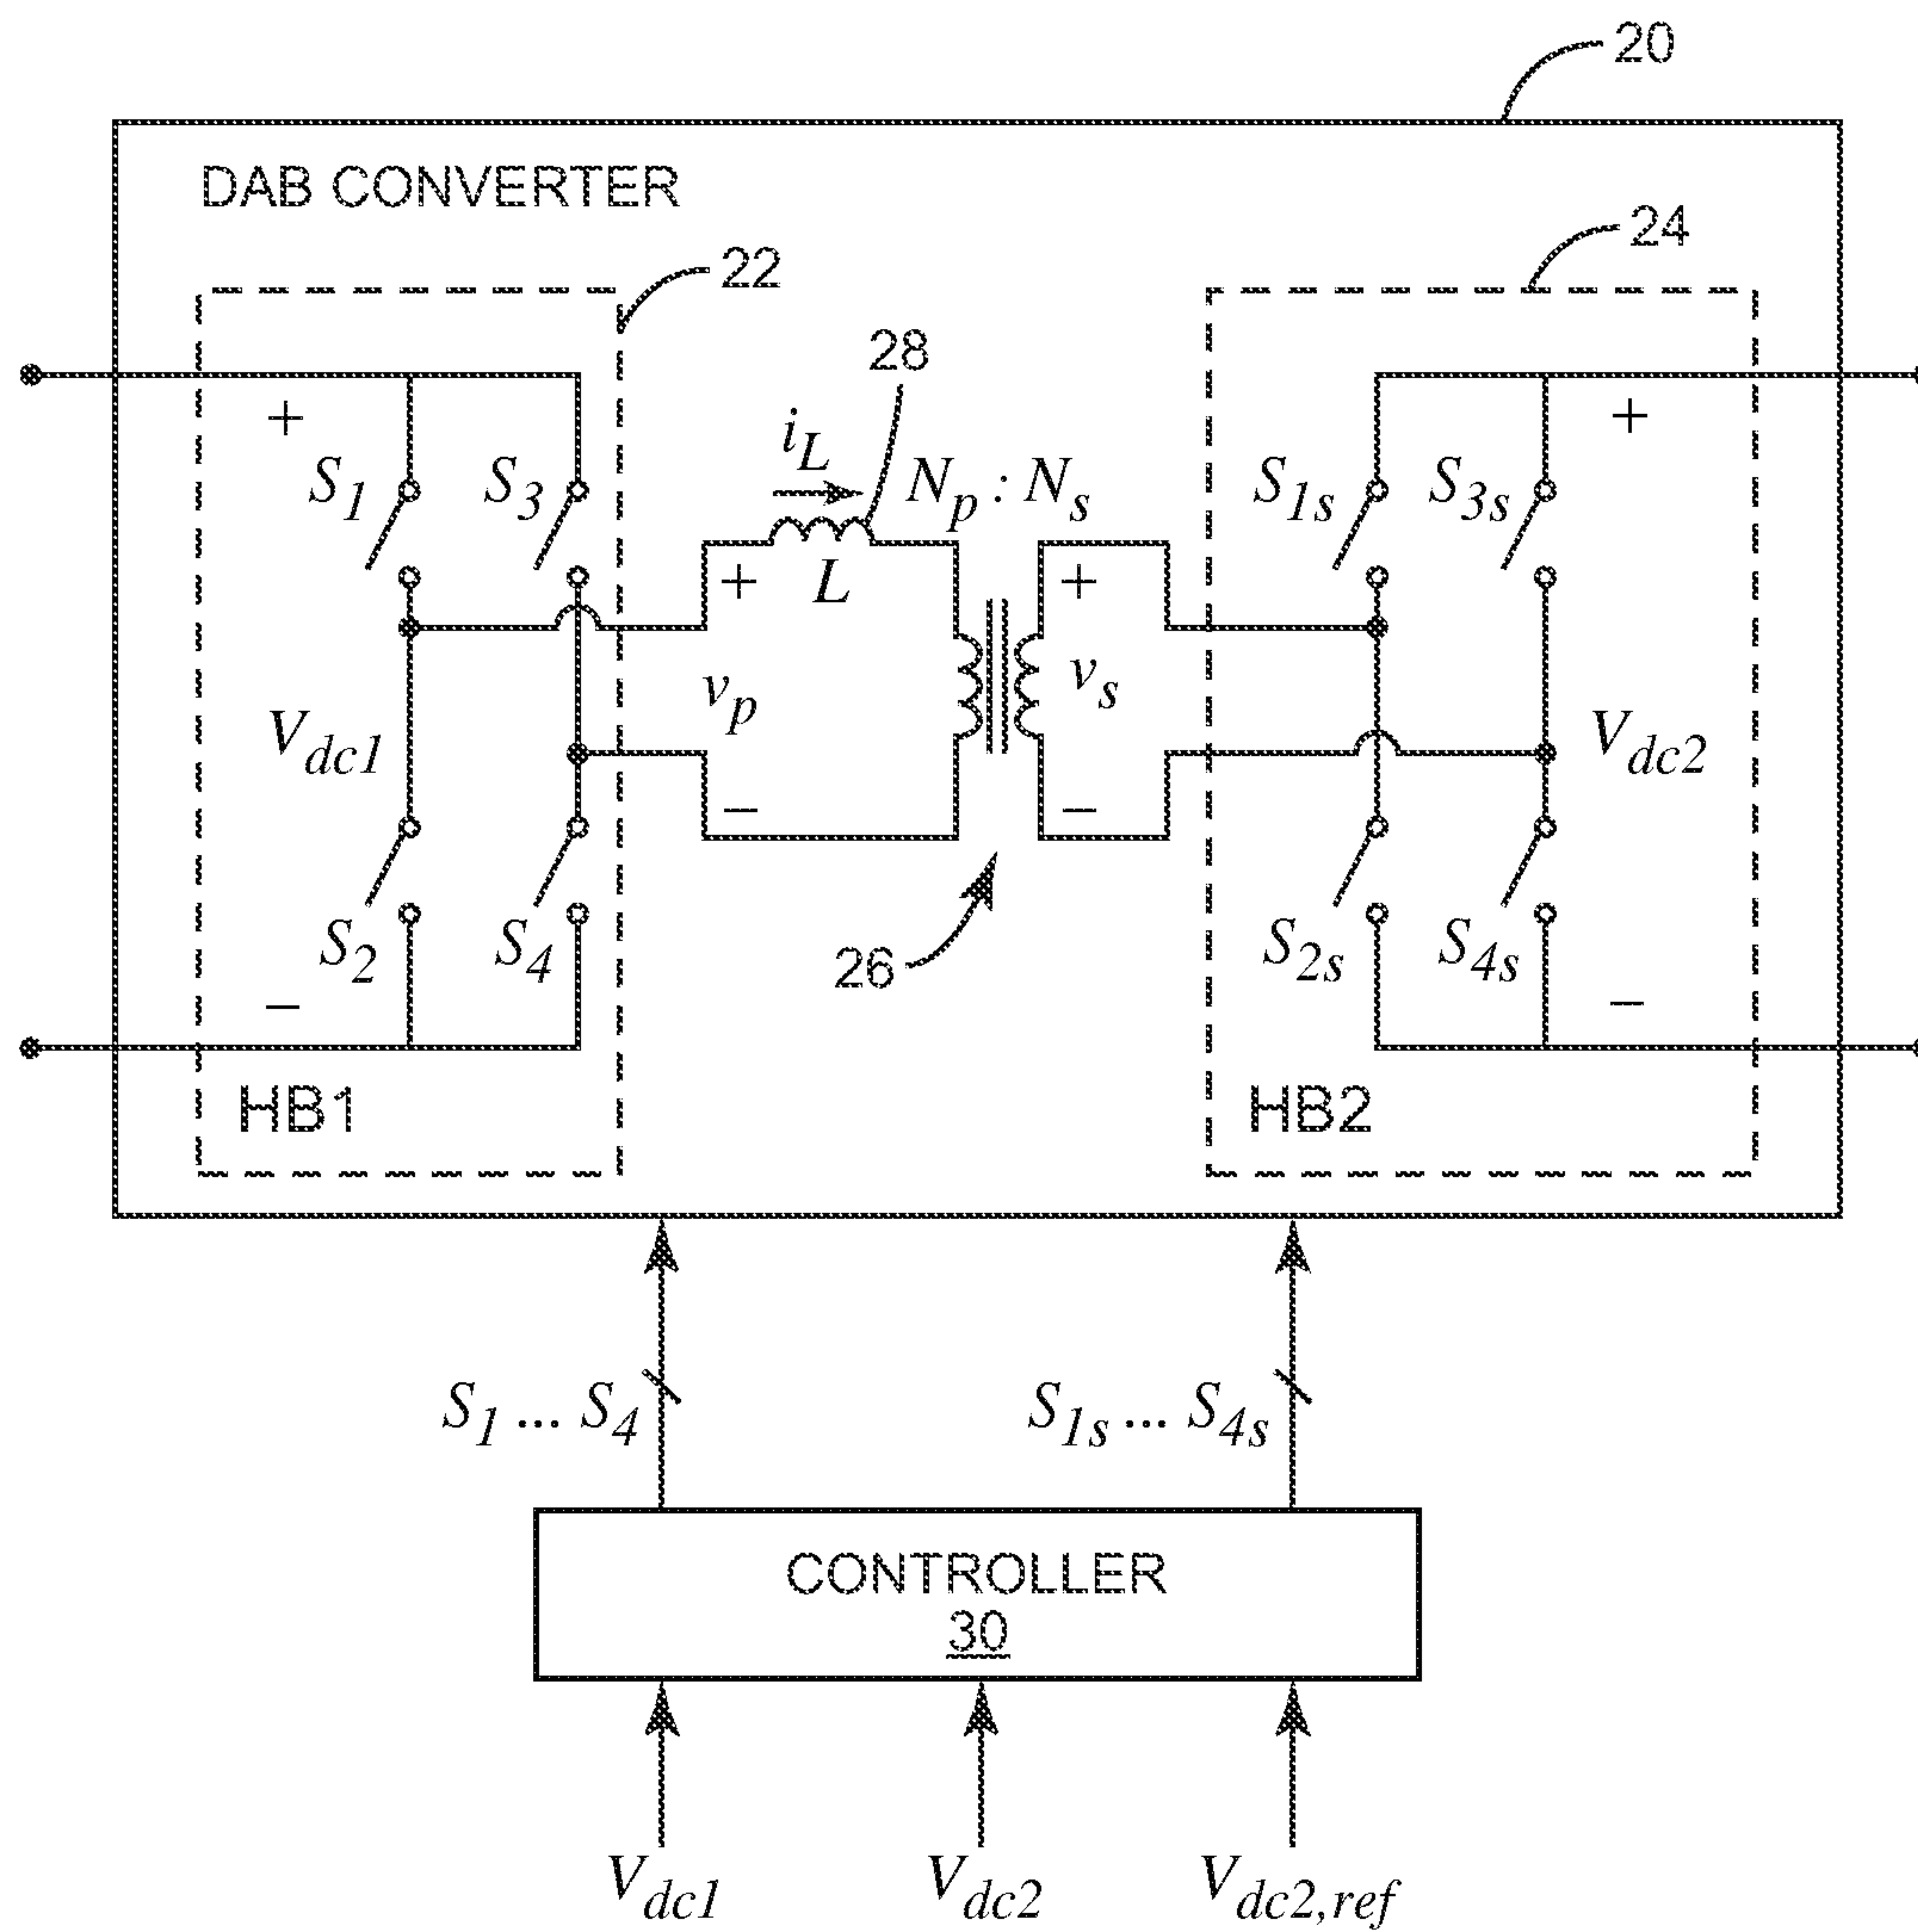 20
DAB CONVERTER
24
22
28
+
i_L
+
S_1
S_3
N_p : N_s
S_1s
S_3s
+
L
+
v_p
v_s
V_dc1
V_dc2
–
–
S_2
S_4
26
S_2s
S_4s
–
–
HB1
HB2
S_1 ... S_4
S_1s ... S_4s
CONTROLLER
30
V_dc1
V_dc2
V_dc2,ref